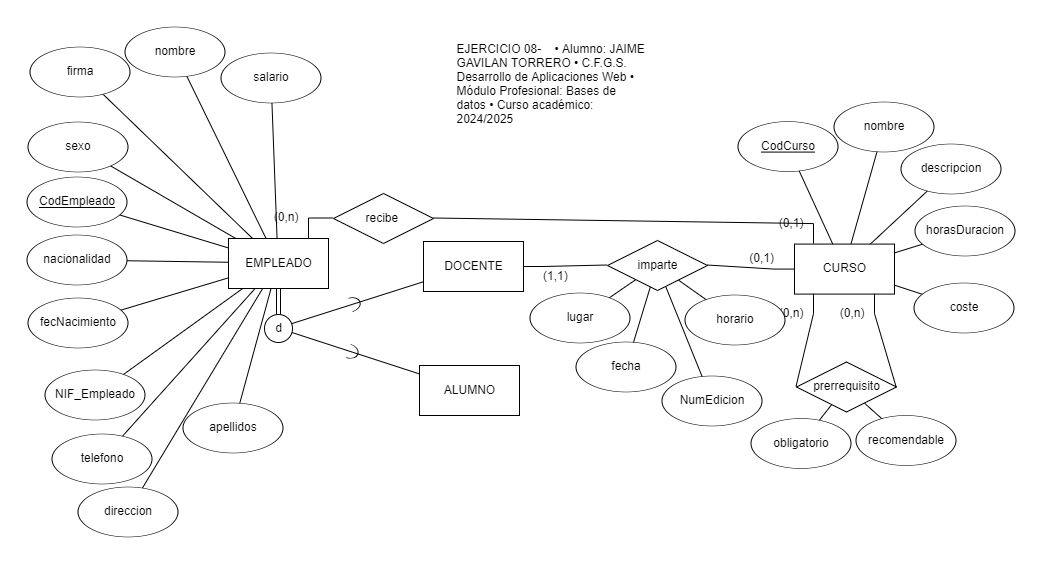 EJERCICIO 08- • Alumno: JAIME
GAVILAN TORRERO • C.F.G.S.
Desarrollo de Aplicaciones Web •
Módulo Profesional: Bases de
datos • Curso académico:
2024/2025
nombre
firma
salario
sexo
CodEmpleado
nacionalidad
fecNacimiento
NIF_Empleado
telefono
direccion
apellidos
EMPLEADO
(0,n)
recibe
(0,1)
d
DOCENTE
ALUMNO
(1,1)
imparte
(0,1)
lugar
fecha
NumEdicion
horario
CURSO
CodCurso
nombre
descripcion
horasDuracion
coste
(0,n)
(0,n)
prerrequisito
obligatorio
recomendable